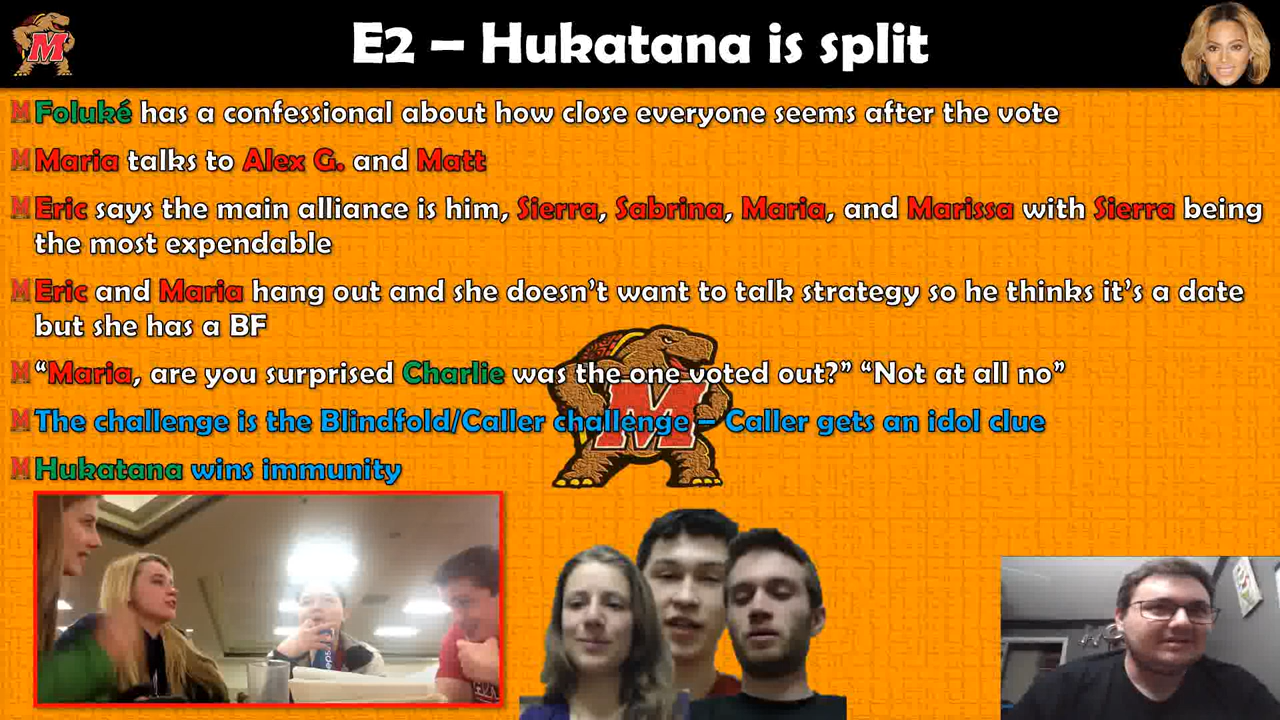 E2 – Hukatana is split
Foluké has a confessional about how close everyone seems after the vote
Maria talks to Alex G. and Matt
Eric says the main alliance is him, Sierra, Sabrina, Maria, and Marissa with Sierra being
the most expendable
Eric and Maria hang out and she doesn't want to talk strategy so he thinks it's a date
but she has a BF
“Maria, are you surprised Charlie was the one voted out?” “Not at all no”
The challenge is the Blindfold/Caller challenge – Caller gets an idol clue
Hukatana wins immunity